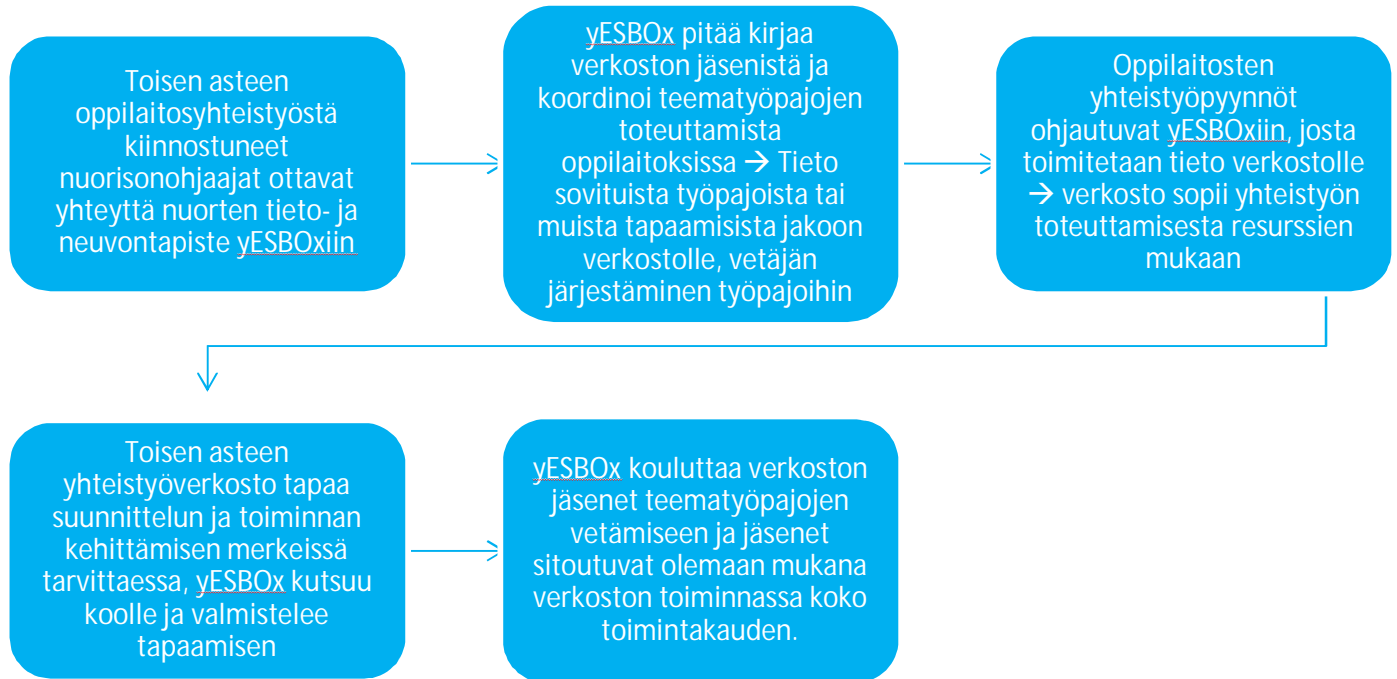 Toisen asteen
oppilaitosyhteistyöstä
kiinnostuneet
nuorisonohjaajat ottavat
yhteyttä nuorten tieto- ja
neuvontapiste yESBOxiin
yESBOx pitää kirjaa
verkoston jäsenistä ja
koordinoi teematyöpajojen
toteuttamista
oppilaitoksissa → Tieto
sovituista työpajoista tai
muista tapaamisista jakoon
verkostolle, vetäjän
järjestäminen työpajoihin
Oppilaitosten
yhteistyöpyynnöt
ohjautuvat yESBOxiin, josta
toimitetaan tieto verkostolle
→ verkosto sopii yhteistyön
toteuttamisesta resurssien
mukaan
Toisen asteen
yhteistyöverkosto tapaa
suunnittelun ja toiminnan
kehittämisen merkeissä
tarvittaessa, yESBOx kutsuu
koolle ja valmistelee
tapaamisen
yESBOx kouluttaa verkoston
jäsenet teematyöpajojen
vetämiseen ja jäsenet
sitoutuvat olemaan mukana
verkoston toiminnassa koko
toimintakauden.